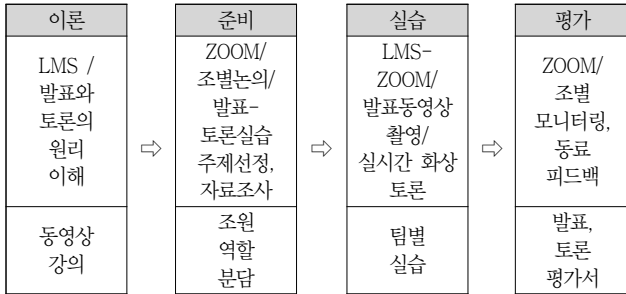 이론
LMS /
발표와
토론의
원리
이해
동영상
강의
⇨
준비
ZOOM/
조별논의/
발표-
토론실습
주제선정,
자료조사
조원
역할
분담
⇨
실습
LMS-
ZOOM/
발표동영상
촬영/
실시간 화상
토론
팀별
실습
⇨
평가
ZOOM/
조별
모니터링,
동료
피드백
발표,
토론
평가서